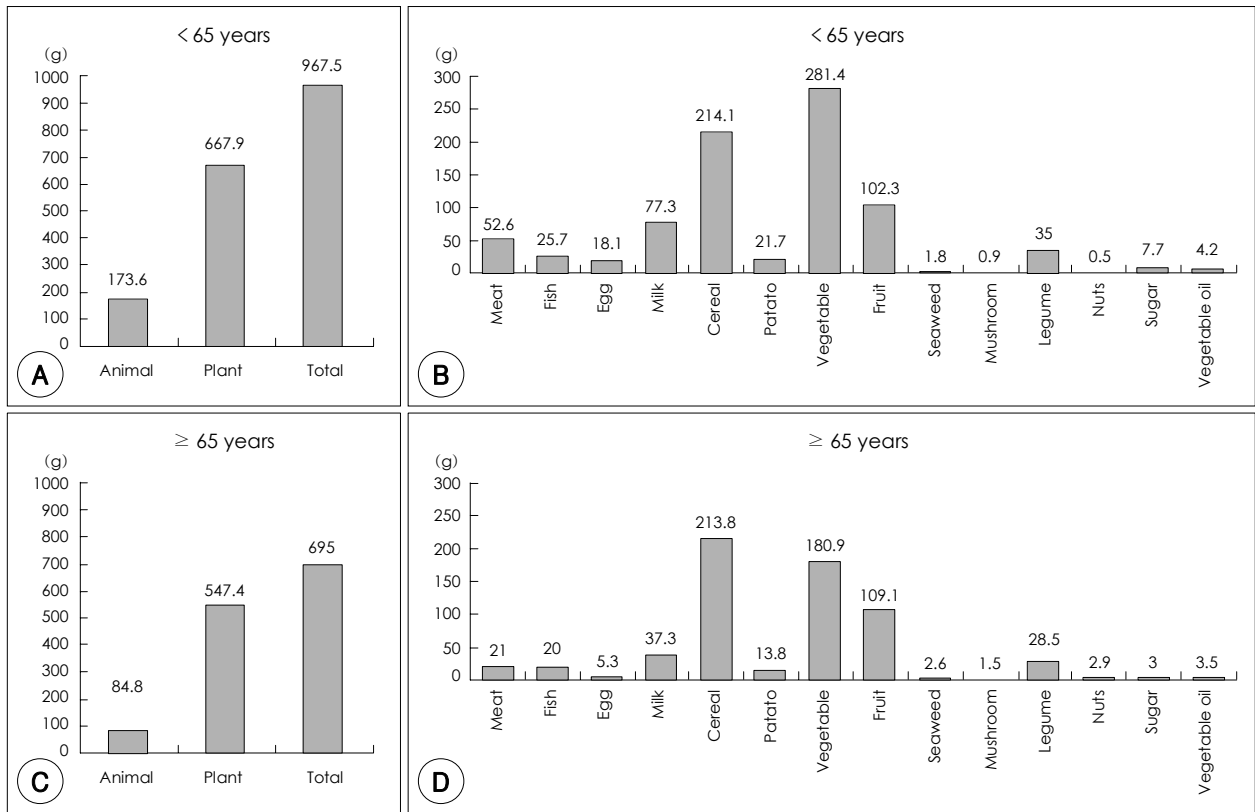 < 65 years
(g)
1000
900
800
700
600
500
400
300
200
100
0
173.6
667.9
967.5
Animal Plant Total
A
< 65 years
(g)
300
250
200
150
100
50
0
52.6
25.7
18.1
77.3
214.1
21.7
281.4
102.3
1.8
0.9
35
0.5
7.7
4.2
Meat
Fish
Egg
Milk
Cereal
Patato
Vegetable
Fruit
Seaweed
Mushroom
Legume
Nuts
Sugar
Vegetable oil
B
≥ 65 years
(g)
1000
900
800
700
600
500
400
300
200
100
0
84.8
547.4
695
Animal Plant Total
C
≥ 65 years
(g)
300
250
200
150
100
50
0
21
20
5.3
37.3
213.8
13.8
180.9
109.1
2.6
1.5
28.5
2.9
3
3.5
Meat
Fish
Egg
Milk
Cereal
Patato
Vegetable
Fruit
Seaweed
Mushroom
Legume
Nuts
Sugar
Vegetable oil
D